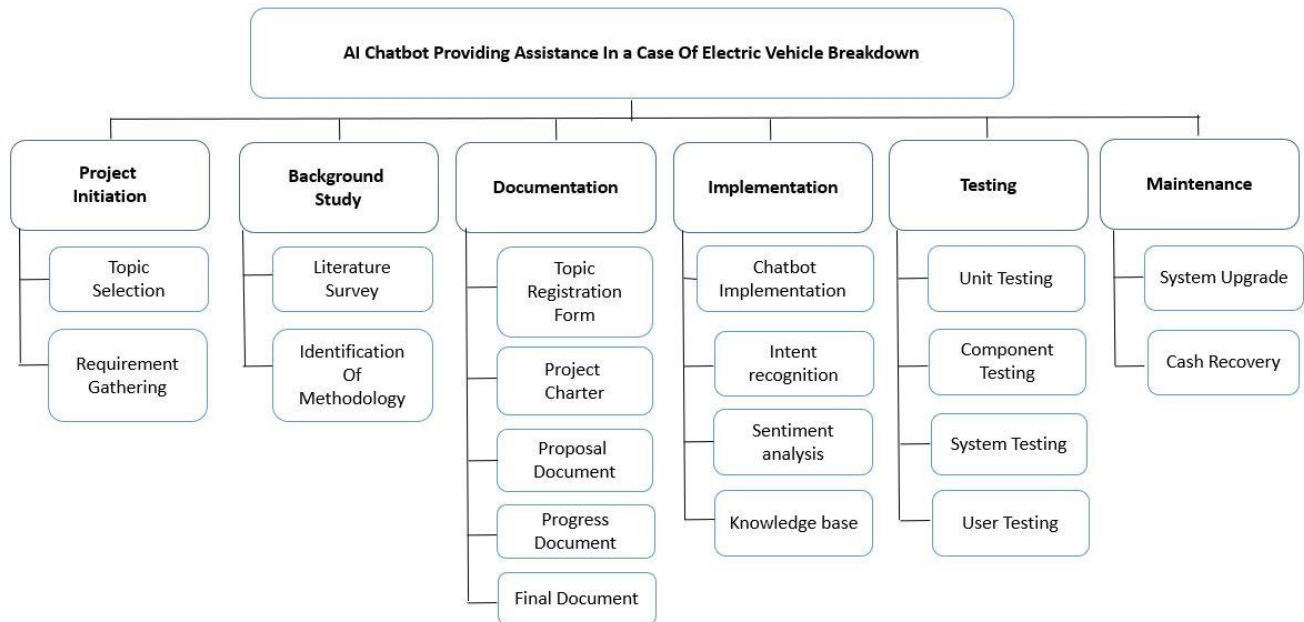 AI Chatbot Providing Assistance In a Case Of Electric Vehicle Breakdown
Project
Initiation
Topic
Selection
Requirement
Gathering
Background
Study
Literature
Survey
Identification
Of
Methodology
Documentation
Topic
Registration
Form
Project
Charter
Proposal
Document
Progress
Document
Final Document
Implementation
Chatbot
Implementation
Intent
recognition
Sentiment
analysis
Knowledge base
Testing
Unit Testing
Component
Testing
System Testing
User Testing
Maintenance
System Upgrade
Cash Recovery